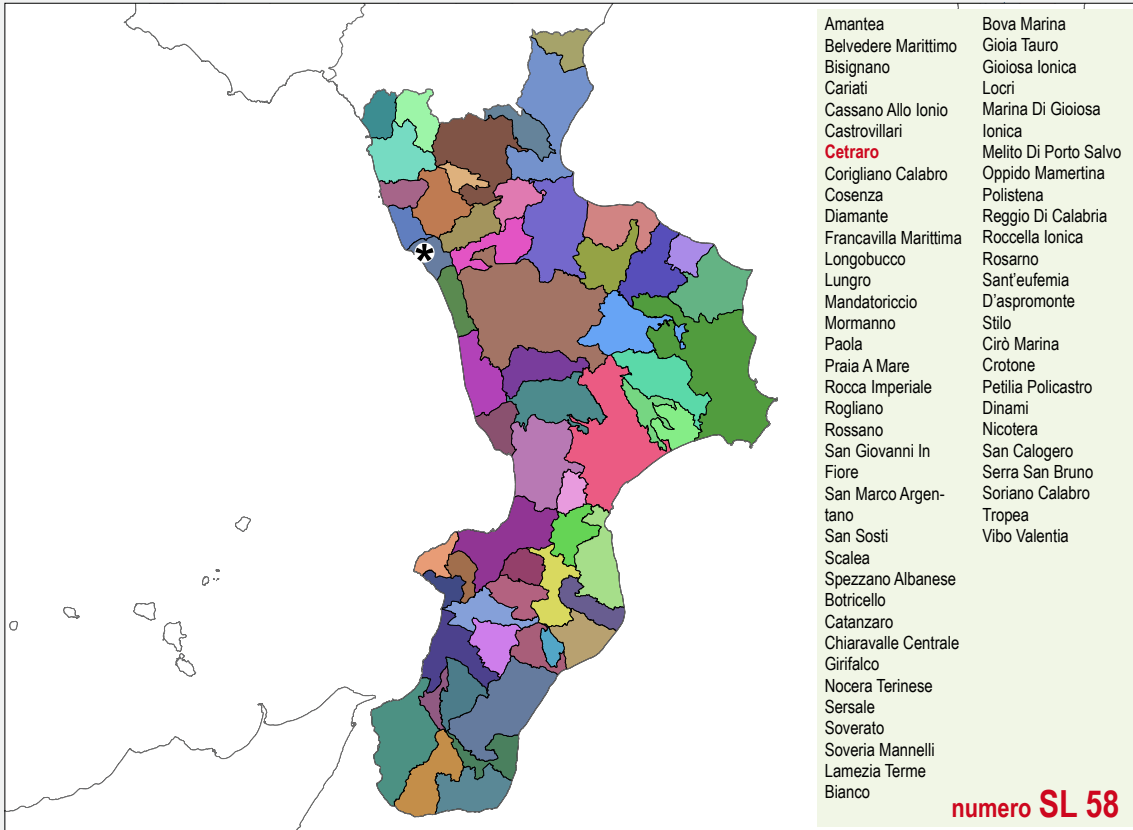 Amantea
Belvedere Marittimo
Bisignano
Cariati
Cassano Allo Ionio
Castrovillari
Cetraro
Corigliano Calabro
Cosenza
Diamante
Francavilla Marittima
Longobucco
Lungro
Mandatoriccio
Mormanno
Paola
Praia A Mare
Rocca Imperiale
Rogliano
Rossano
San Giovanni In
Fiore
San Marco Argen-
tano
San Sosti
Scalea
Spezzano Albanese
Botricello
Catanzaro
Chiaravalle Centrale
Girifalco
Nocera Terinese
Sersale
Soverato
Soveria Mannelli
Lamezia Terme
Bianco
Bova Marina
Gioia Tauro
Gioiosa Ionica
Locri
Marina Di Gioiosa
Ionica
Melito Di Porto Salvo
Oppido Mamertina
Polistena
Reggio Di Calabria
Roccella Ionica
Rosarno
Sant'eufemia
D'aspromonte
Stilo
Cirò Marina
Crotone
Petilia Policastro
Dinami
Nicotera
San Calogero
Serra San Bruno
Soriano Calabro
Tropea
Vibo Valentia
numero SL 58
*